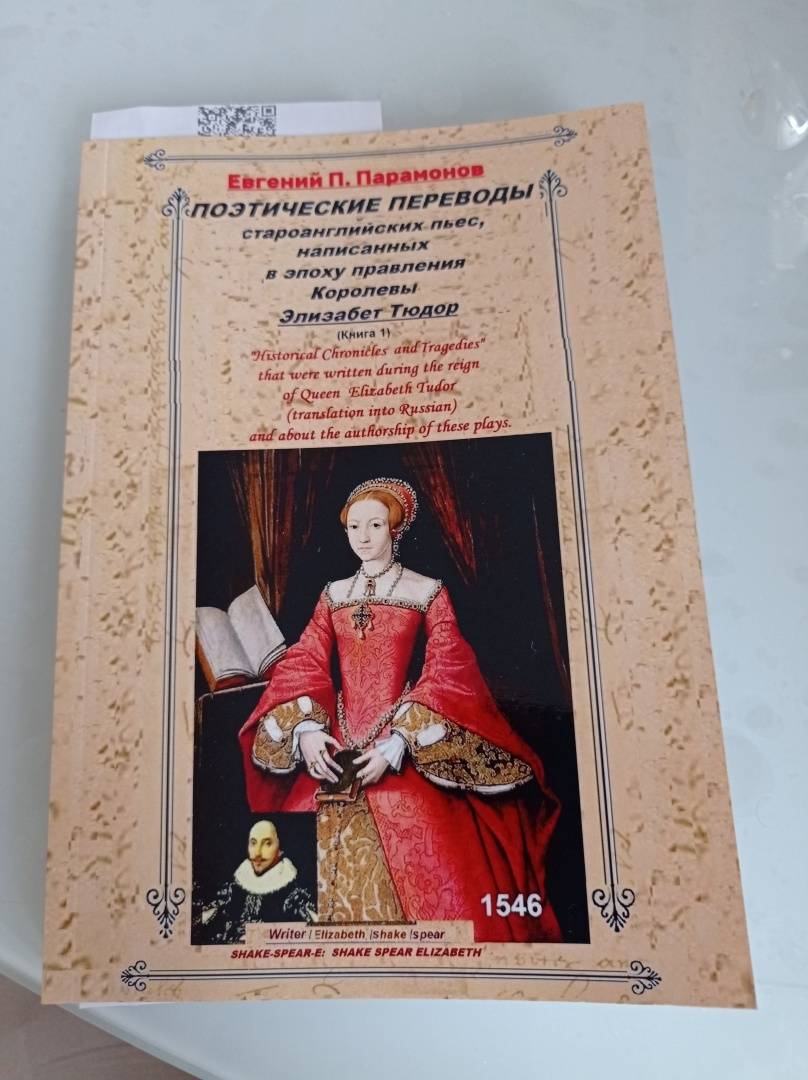 Евгений П. Парамонов
ПОЭТИЧЕСКИЕ ПЕРЕВОДЫ
староанглийских пьес,
написанных
в эпоху правления
Королевы
Элизабет Тюдор
(Книга 1)
"Historical Chronicles and Tragedies"
that were written during the reign
of Queen Elizabeth Tudor
(translation into Russian)
and about the authorship of these plays.
1546
Writer / Elizabeth /shake /spear
SHAKE-SPEAR-E: SHAKE SPEAR ELIZABETH